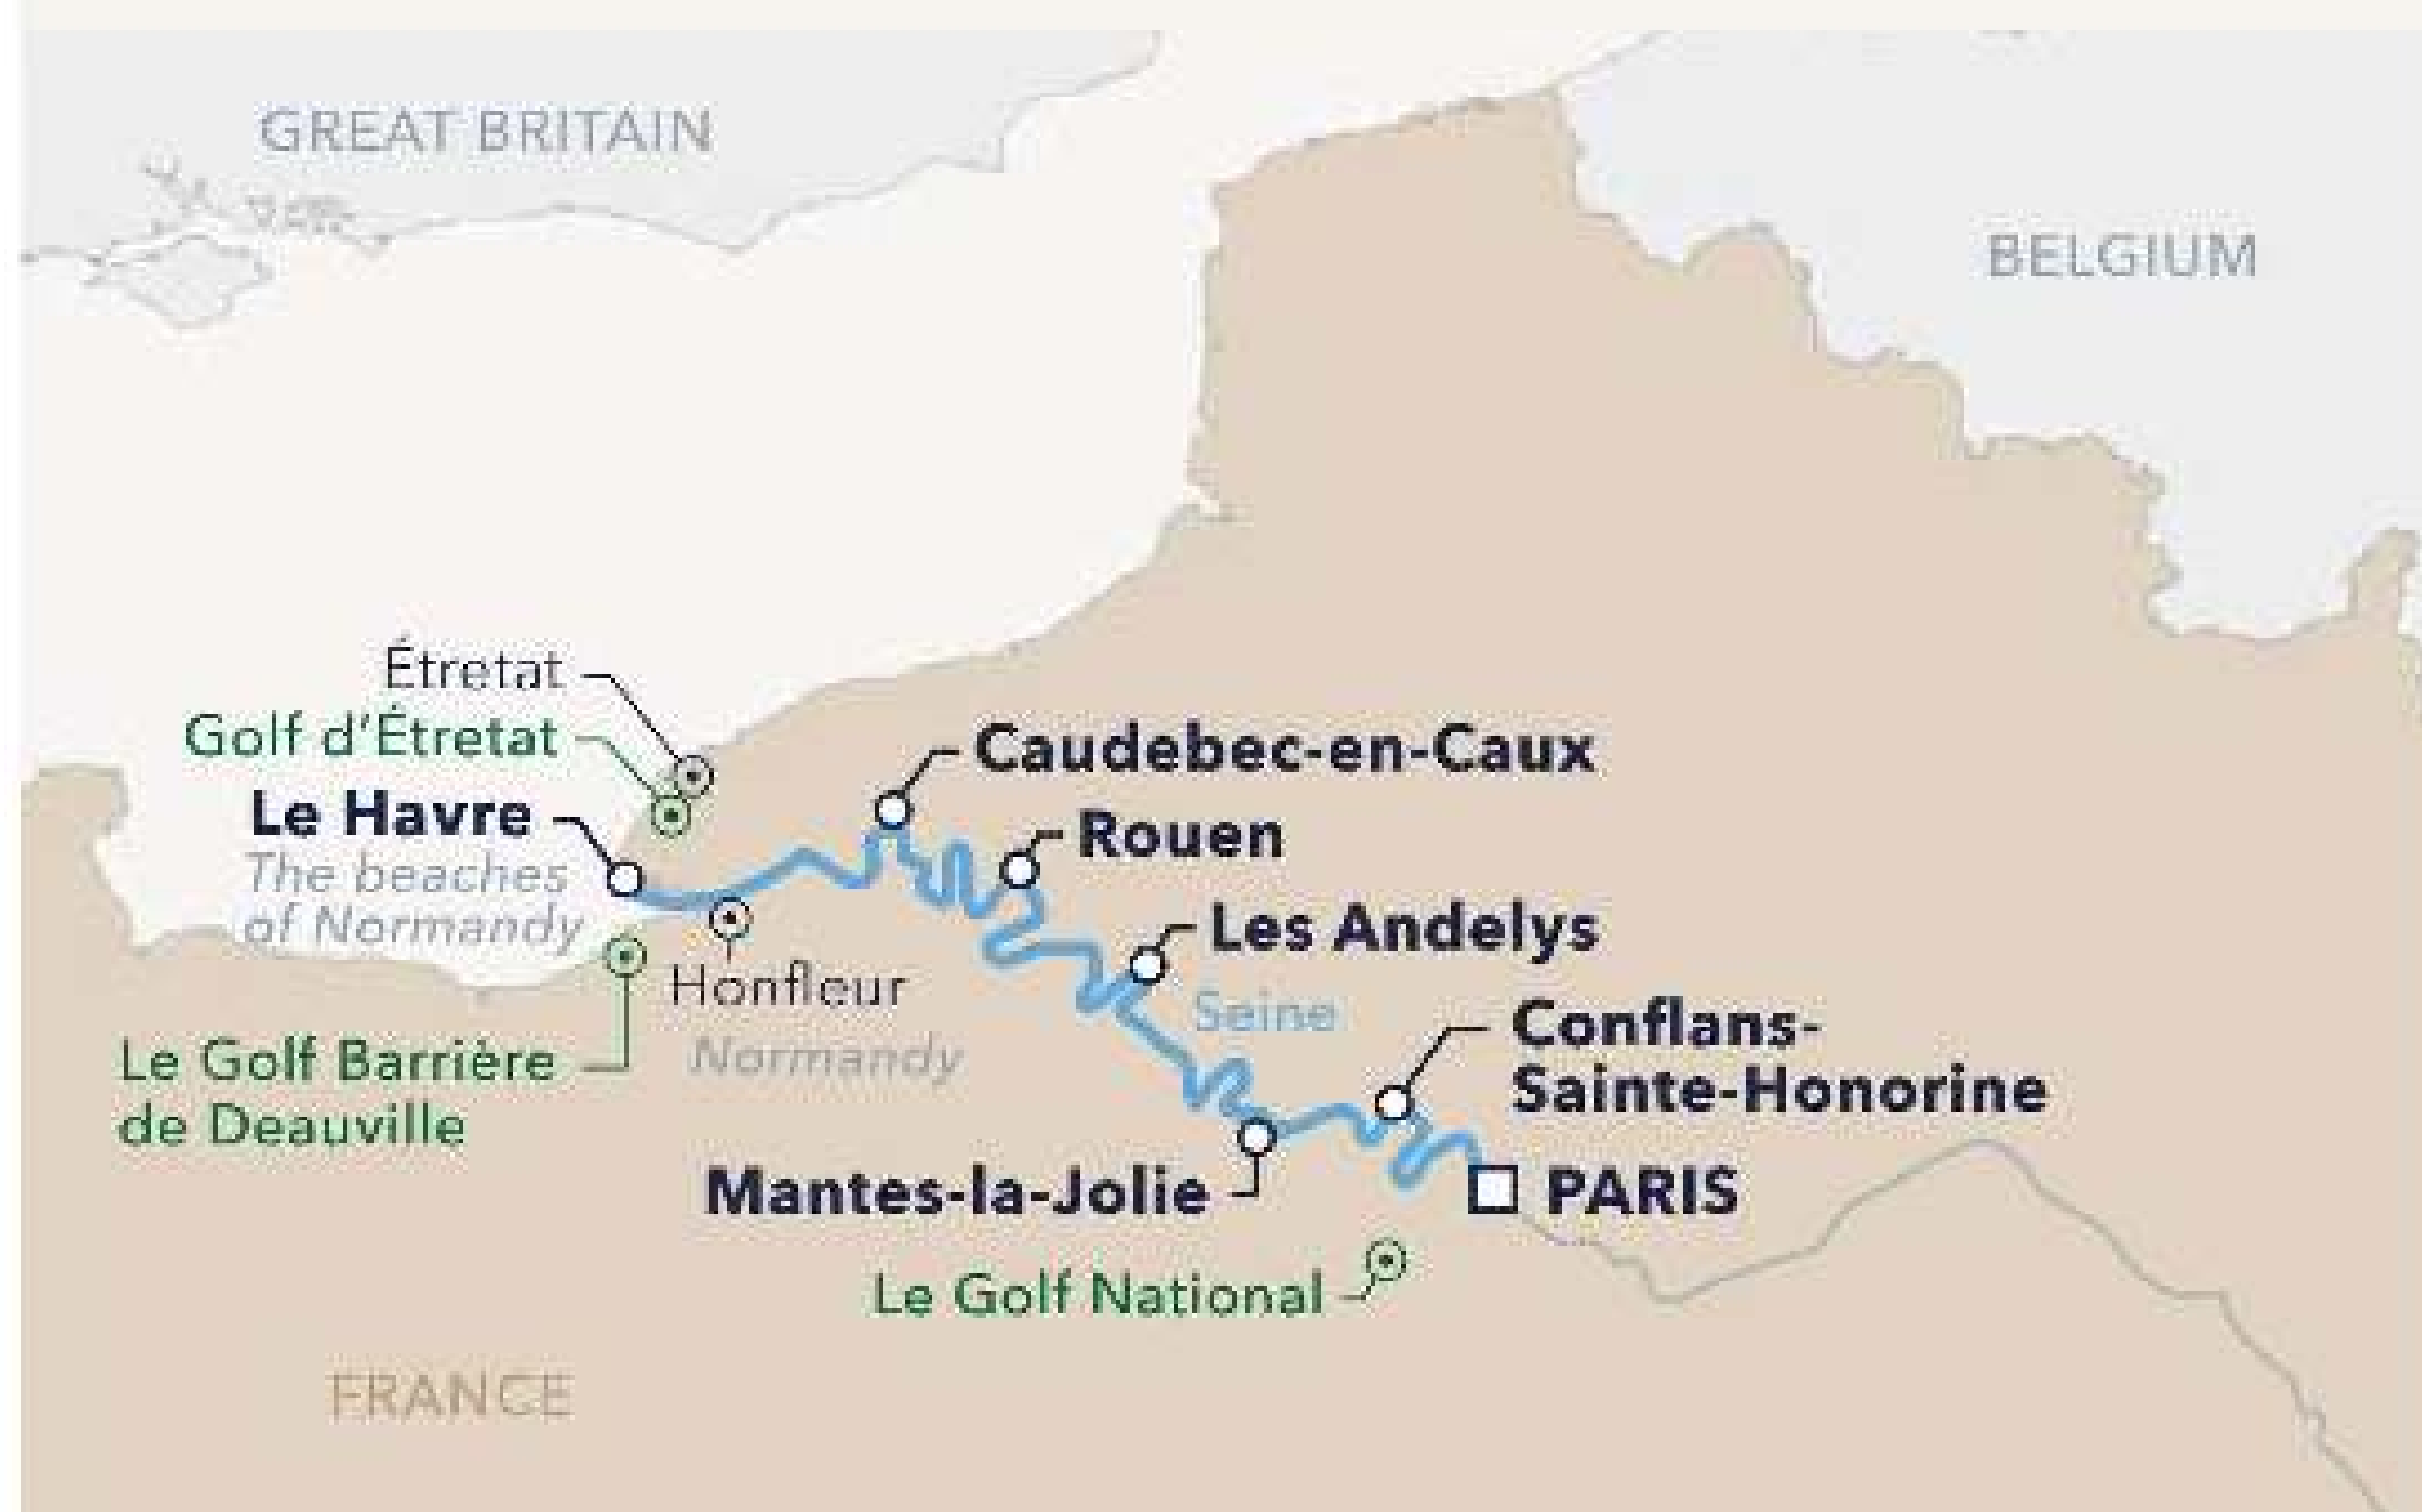 GREAT BRITAIN
BELGIUM
Étretat
Golf d'Étretat
Le Havre
The beaches
of Normandy
Caudebec-en-Caux
Rouen
Les Andelys
Seine
Honfleur
Normandy
Conflans-
Sainte-Honorine
Le Golf Barrière
de Deauville
Mantes-la-Jolie
PARIS
Le Golf National
FRANCE